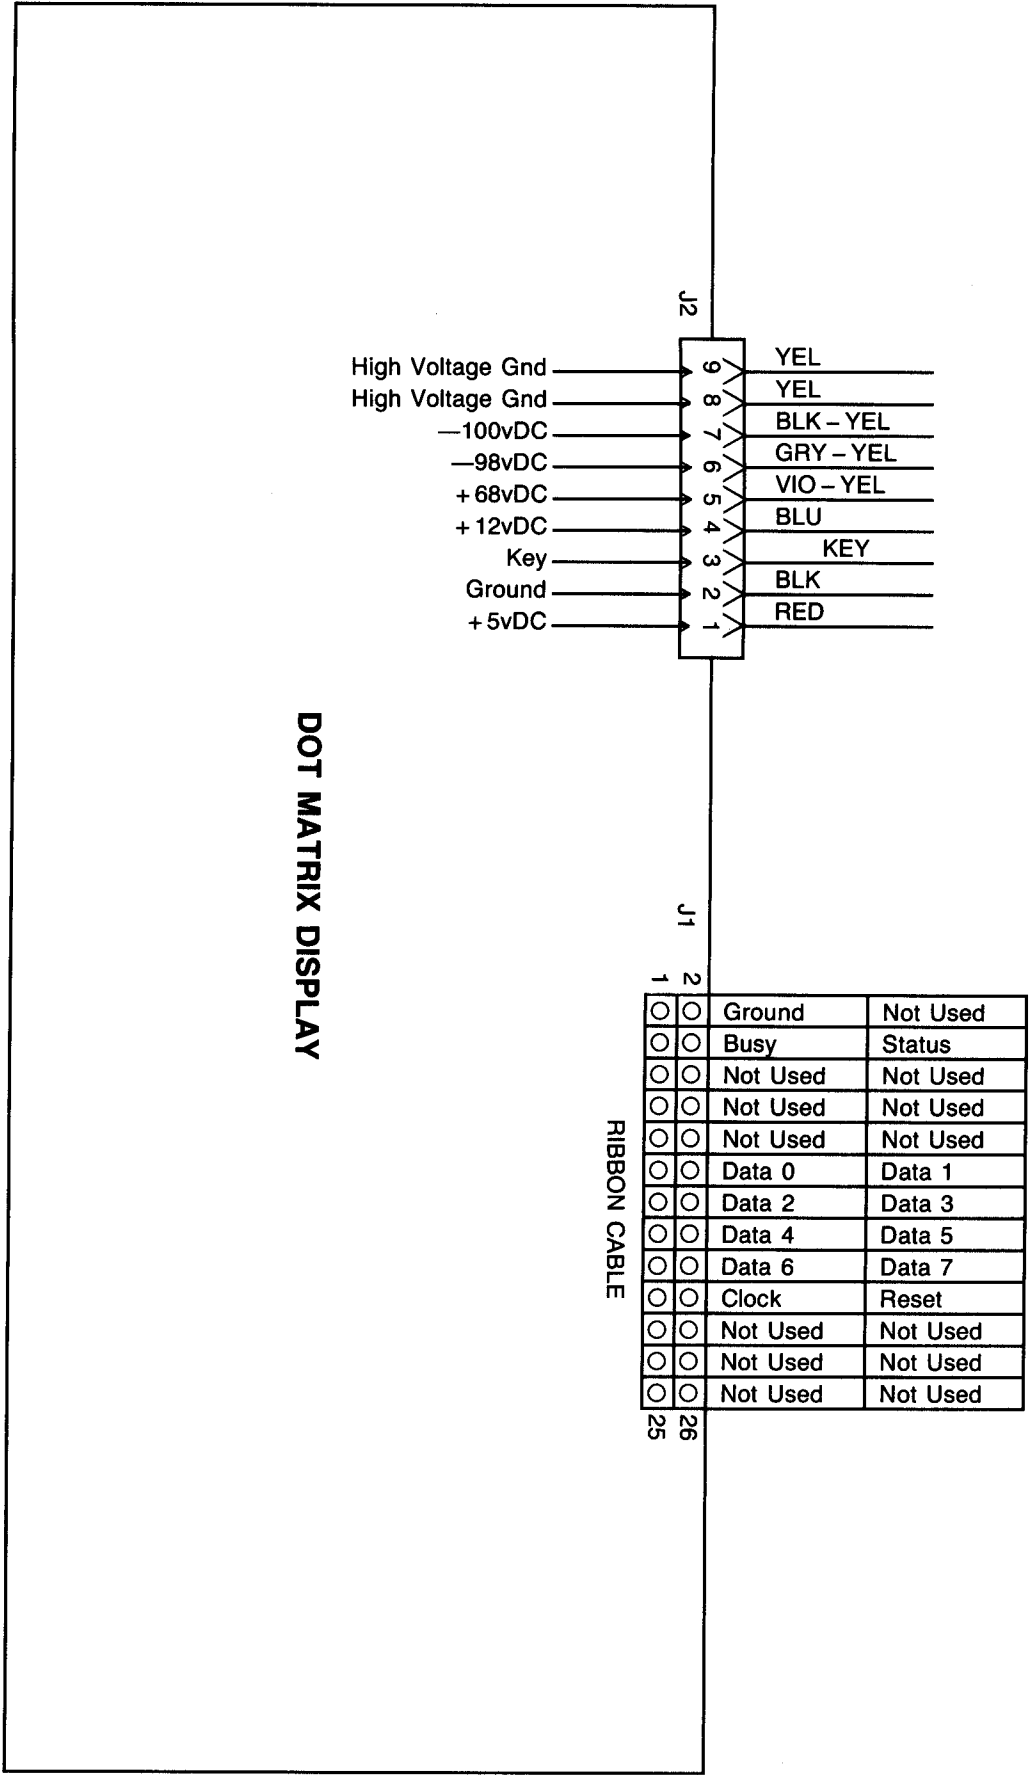 J2
High Voltage Gnd 9 YEL
High Voltage Gnd 8 YEL
—100vDC 7 BLK – YEL
—98vDC 6 GRY – YEL
+ 68vDC 5 VIO – YEL
+ 12vDC 4 BLU
Key 3 KEY
Ground 2 BLK
+ 5vDC 1 RED
DOT MATRIX DISPLAY
J1
1 2
Ground Not Used
Busy Status
Not Used Not Used
Not Used Not Used
Not Used Not Used
Data 0 Data 1
Data 2 Data 3
Data 4 Data 5
Data 6 Data 7
Clock Reset
Not Used Not Used
Not Used Not Used
Not Used Not Used
25 26
RIBBON CABLE